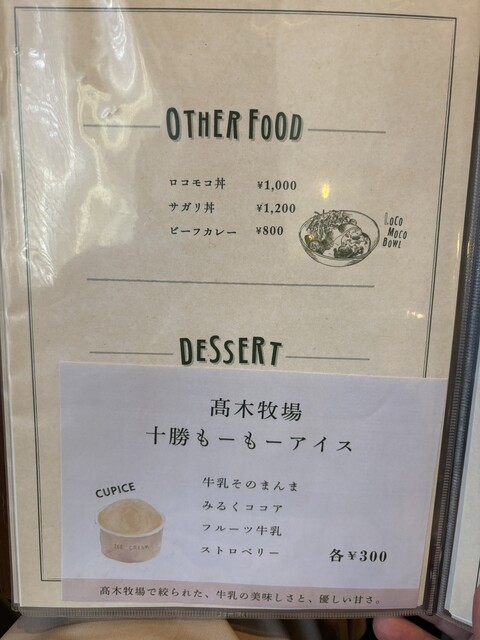 OTHER FOOD
ロコモコ丼 ¥1,000
サガリ丼 ¥1,200
ビーフカレー ¥800
LoCo
Moco
BowL
DESSERT
髙木牧場
十勝もーもーアイス
CUPICE
ICE CREAM
牛乳そのまんま
みるくココア
フルーツ牛乳
ストロベリー 各¥300
髙木牧場で絞られた、牛乳の美味しさと、優しい甘さ。